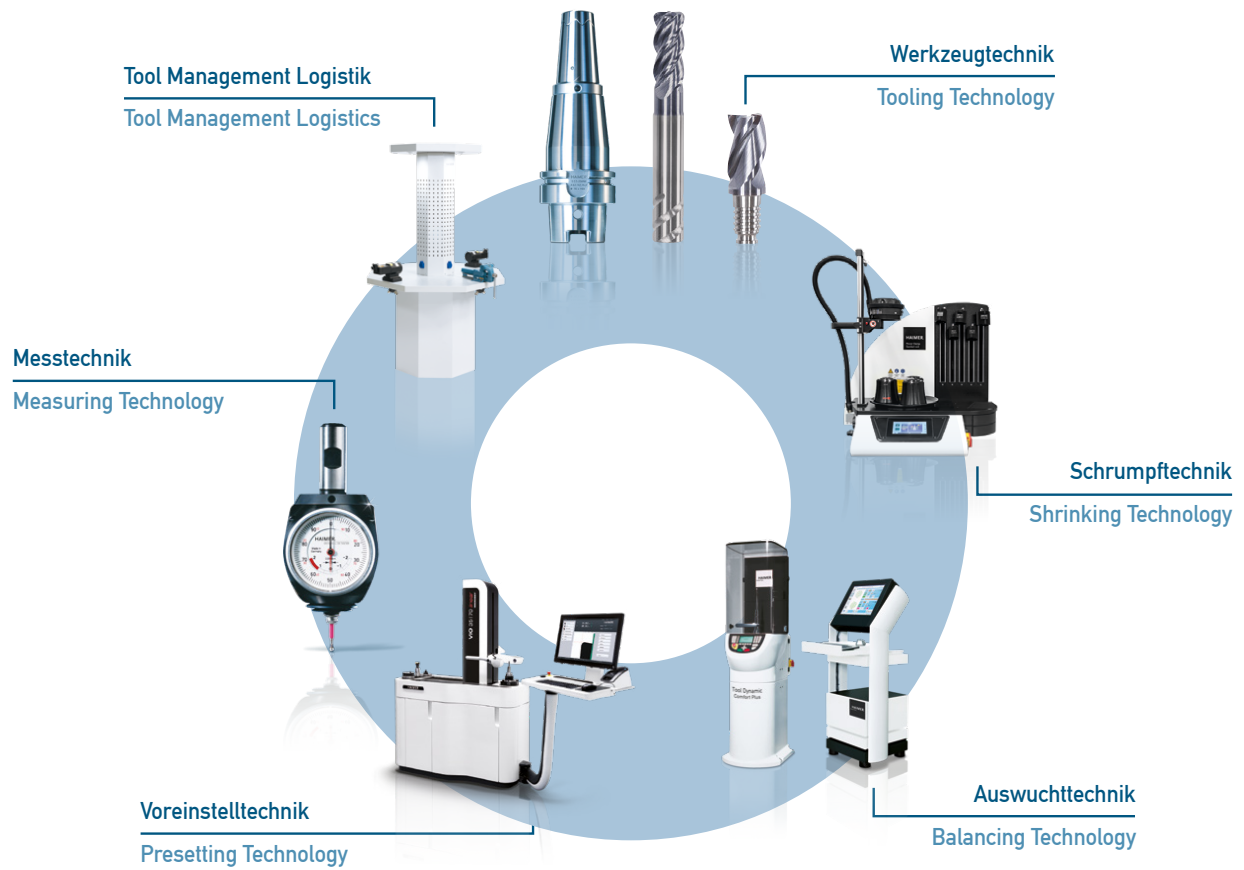 Werkzeugtechnik
Tooling Technology
Tool Management Logistik
Tool Management Logistics
Messtechnik
Measuring Technology
Schrumpftechnik
Shrinking Technology
HAIMER
HAIMER
Tool Dynamic
Comfort Plus
Voreinstelltechnik
Presetting Technology
Auswuchttechnik
Balancing Technology